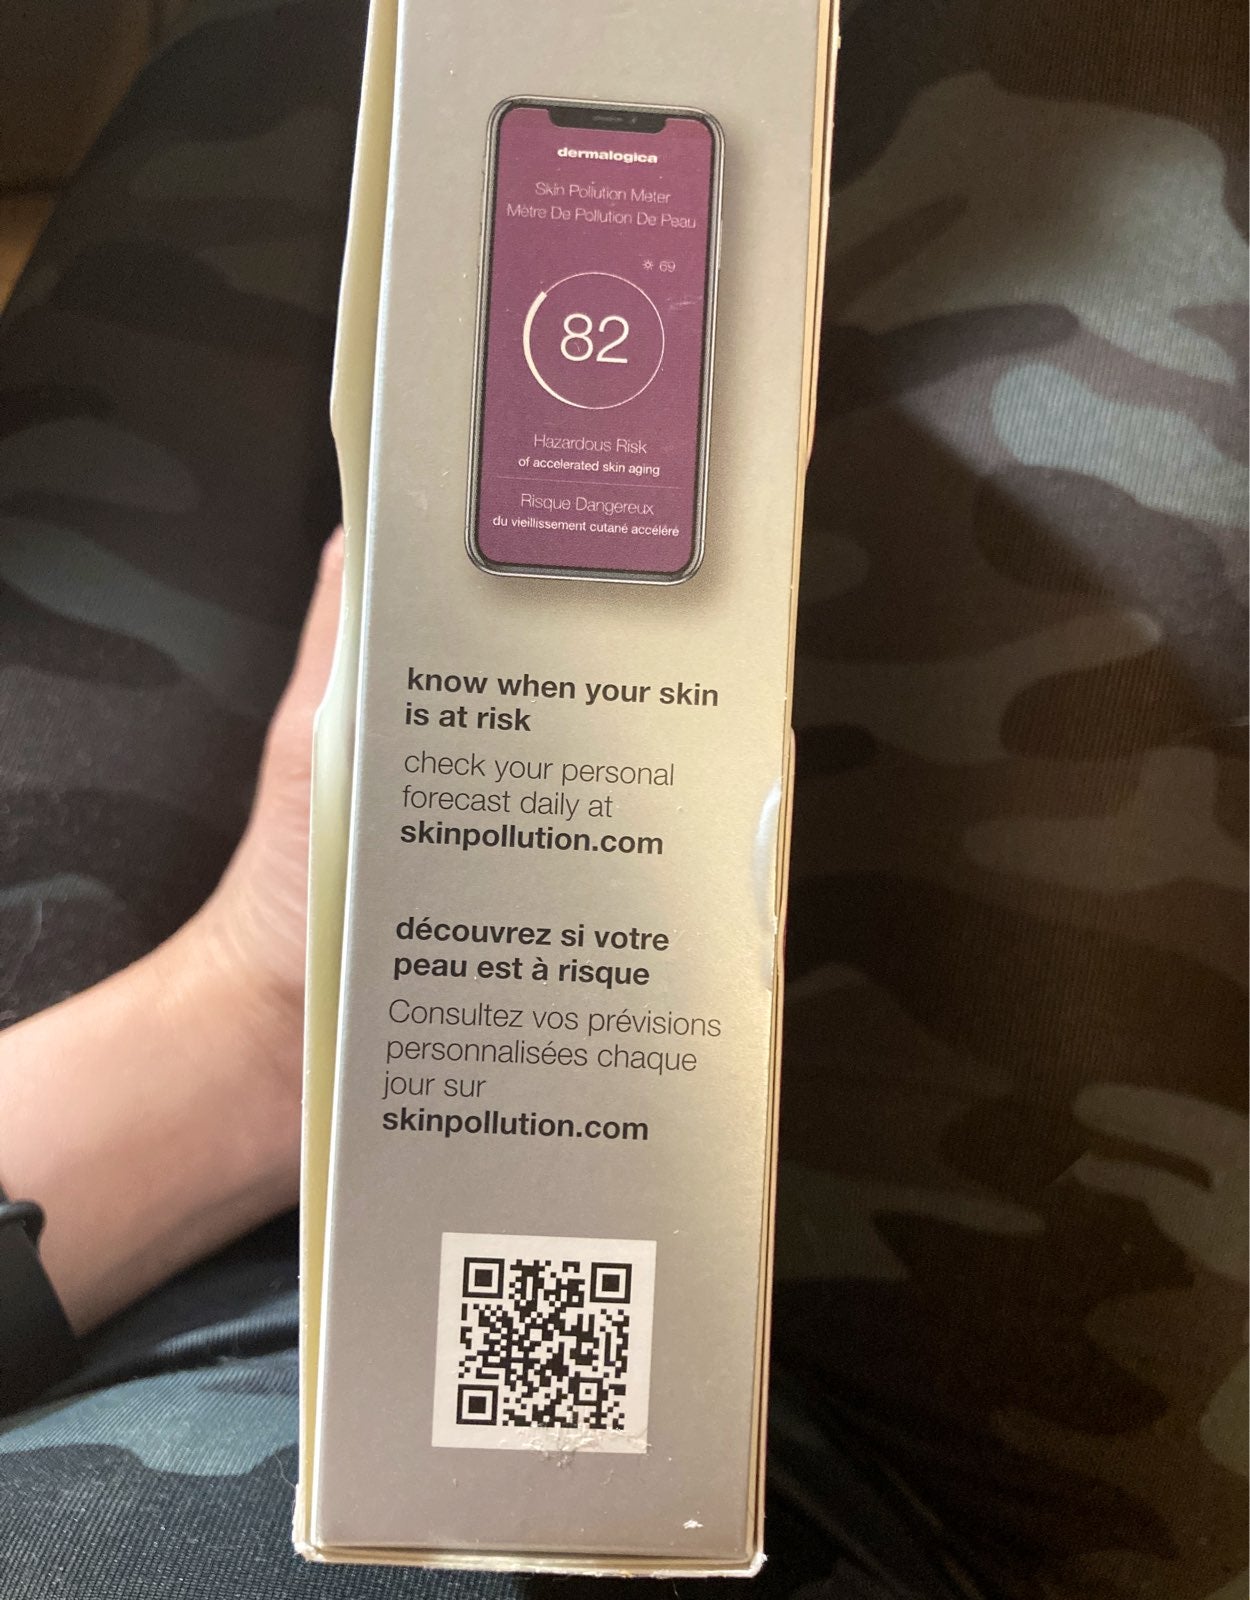 dermalogica
Skin Pollution Meter
Mètre De Pollution De Peau
69
82
Hazardous Risk
of accelerated skin aging
Risque Dangereux
du vieillissement cutané accéléré
know when your skin
is at risk
check your personal
forecast daily at
skinpollution.com
découvrez si votre
peau est à risque
Consultez vos prévisions
personnalisées chaque
jour sur
skinpollution.com